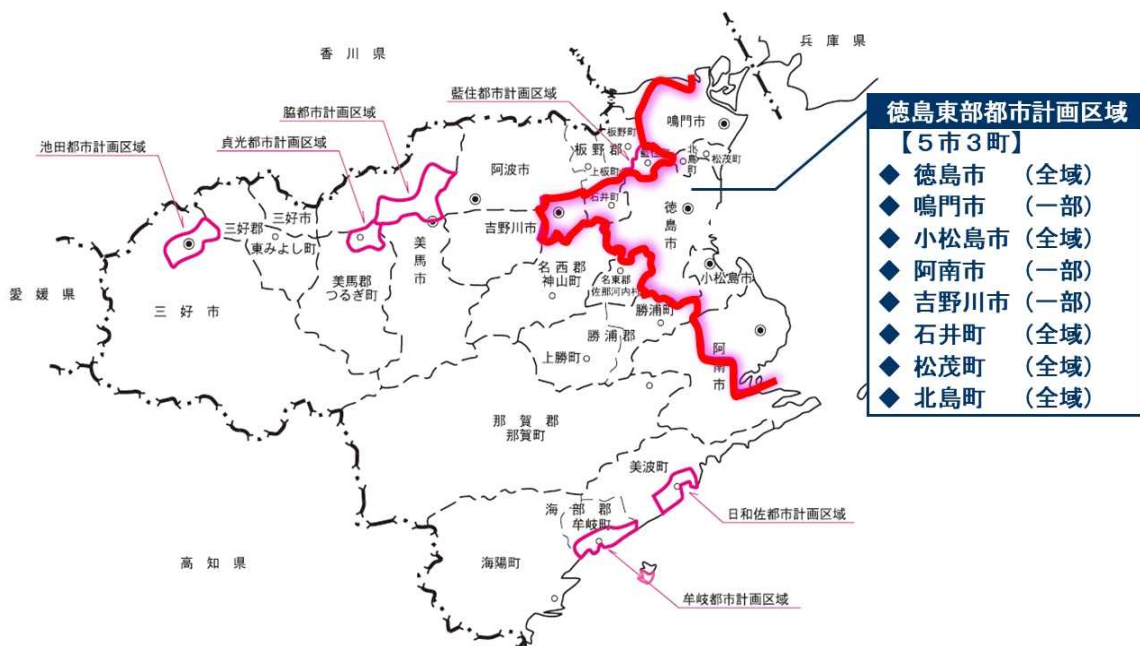 兵庫県
香川県
藍住都市計画区域
脇都市計画区域
貞光都市計画区域
池田都市計画区域
徳島東部都市計画区域
【5市3町】
◆ 徳島市 （全域）
◆ 鳴門市 （一部）
◆ 小松島市 （全域）
◆ 阿南市 （一部）
◆ 吉野川市 （一部）
◆ 石井町 （全域）
◆ 松茂町 （全域）
◆ 北島町 （全域）
鳴門市
板野町
板野郡
上板町
藍住町
北島町
松茂町
阿波市
石井町
徳島市
吉野川市
三好市
三好郡
東みよし町
美馬市
美馬郡
つるぎ町
名西郡
神山町
名東郡
佐那河内村
小松島市
勝浦町
勝浦郡
上勝町
阿南市
愛媛県
三好市
那賀郡
那賀町
美波町
日和佐都市計画区域
海部郡
牟岐町
海陽町
高知県
牟岐都市計画区域